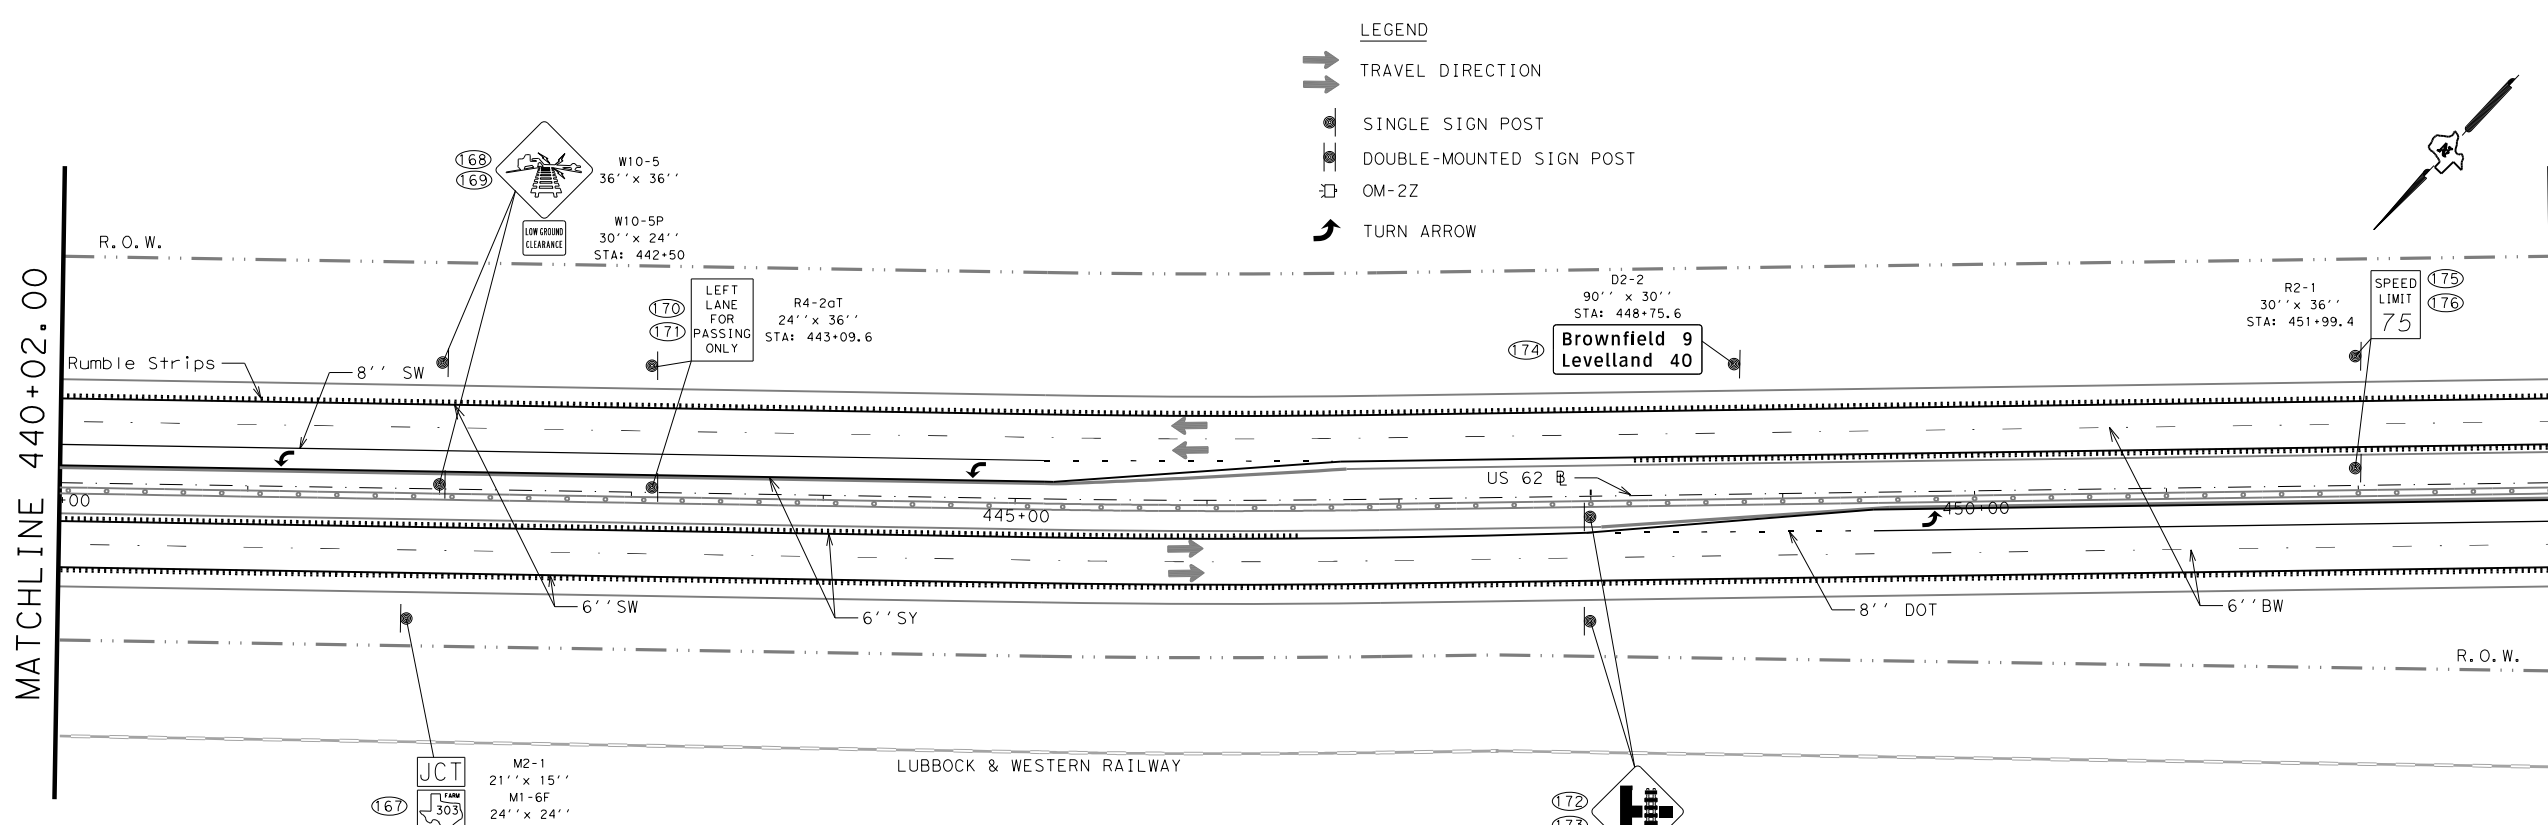 LEGEND
TRAVEL DIRECTION
SINGLE SIGN POST
DOUBLE-MOUNTED SIGN POST
OM-2Z
TURN ARROW
MATCHLINE 440+02.00
168
169
W10-5
36''x 36''
LOW GROUND
CLEARANCE
W10-5P
30''x 24''
STA: 442+50
R.O.W.
170
171
LEFT
LANE
FOR
PASSING
ONLY
R4-2aT
24''x 36''
STA: 443+09.6
D2-2
90'' x 30''
STA: 448+75.6
174
Brownfield 9
Levelland 40
R2-1
30''x 36''
STA: 451+99.4
SPEED
LIMIT
75
175
176
Rumble Strips
8'' SW
US 62 BL
+00
445+00
450+00
6''SW
6''SY
8'' DOT
6''BW
R.O.W.
LUBBOCK & WESTERN RAILWAY
JCT
M2-1
21''x 15''
M1-6F
24''x 24''
167
FARM
303
172
173